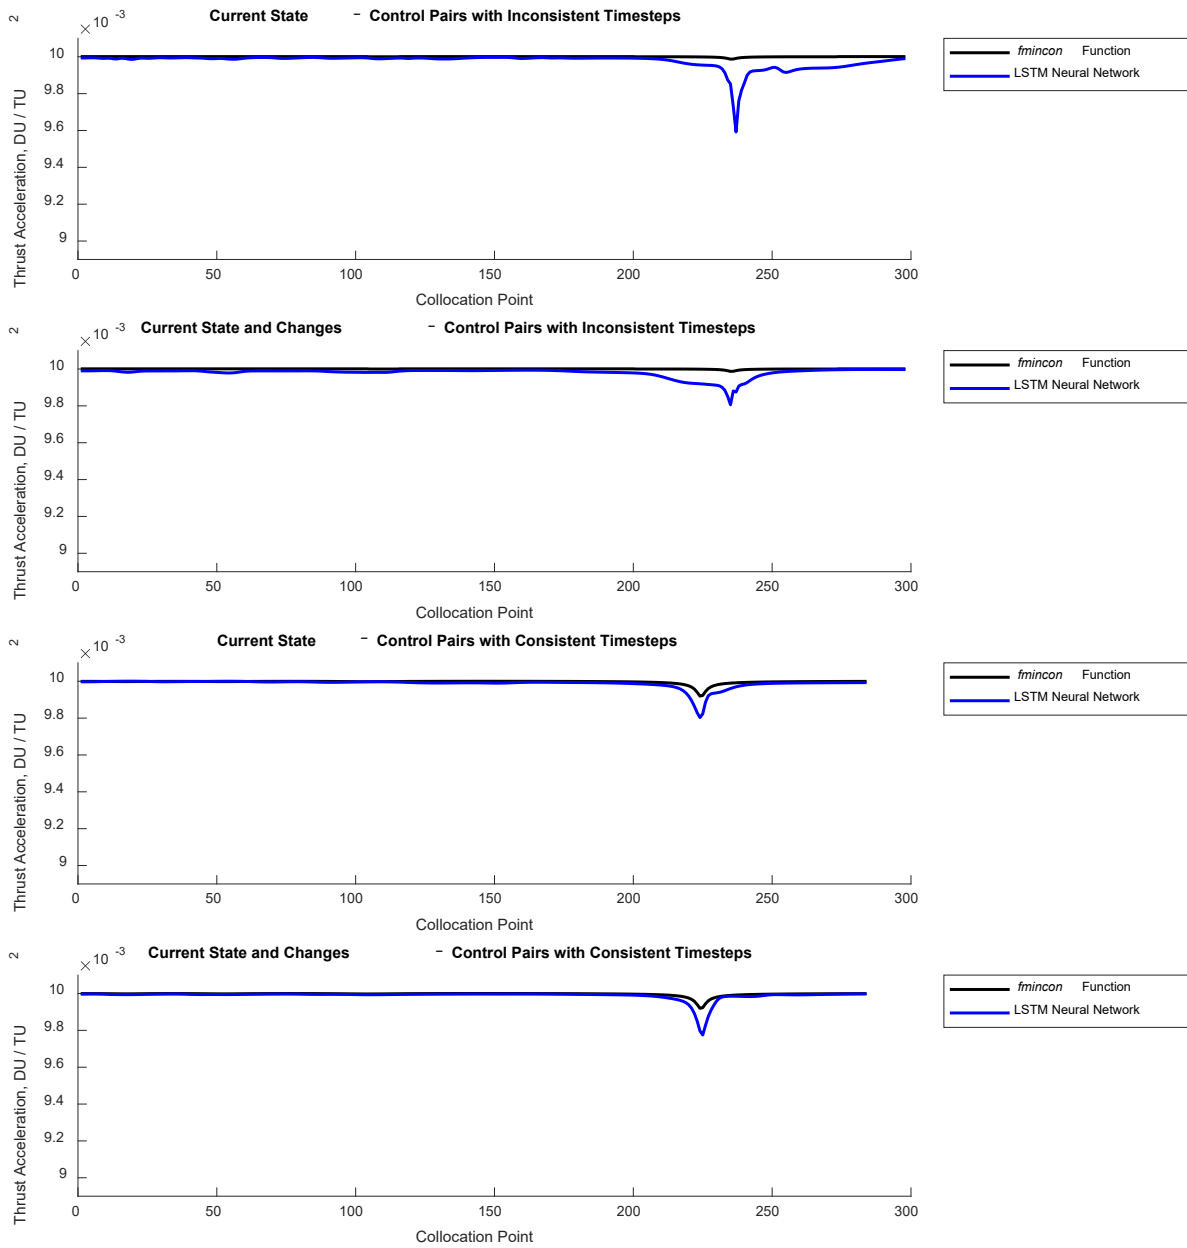 Current State – Control Pairs with Inconsistent Timesteps
× 10 -3
Thrust Acceleration, DU / TU 2
10
9.8
9.6
9.4
9.2
9
0 50 100 150 200 250 300
Collocation Point
fmincon Function
LSTM Neural Network
Current State and Changes – Control Pairs with Inconsistent Timesteps
× 10 -3
Thrust Acceleration, DU / TU 2
10
9.8
9.6
9.4
9.2
9
0 50 100 150 200 250 300
Collocation Point
fmincon Function
LSTM Neural Network
Current State – Control Pairs with Consistent Timesteps
× 10 -3
Thrust Acceleration, DU / TU 2
10
9.8
9.6
9.4
9.2
9
0 50 100 150 200 250 300
Collocation Point
fmincon Function
LSTM Neural Network
Current State and Changes – Control Pairs with Consistent Timesteps
× 10 -3
Thrust Acceleration, DU / TU 2
10
9.8
9.6
9.4
9.2
9
0 50 100 150 200 250 300
Collocation Point
fmincon Function
LSTM Neural Network